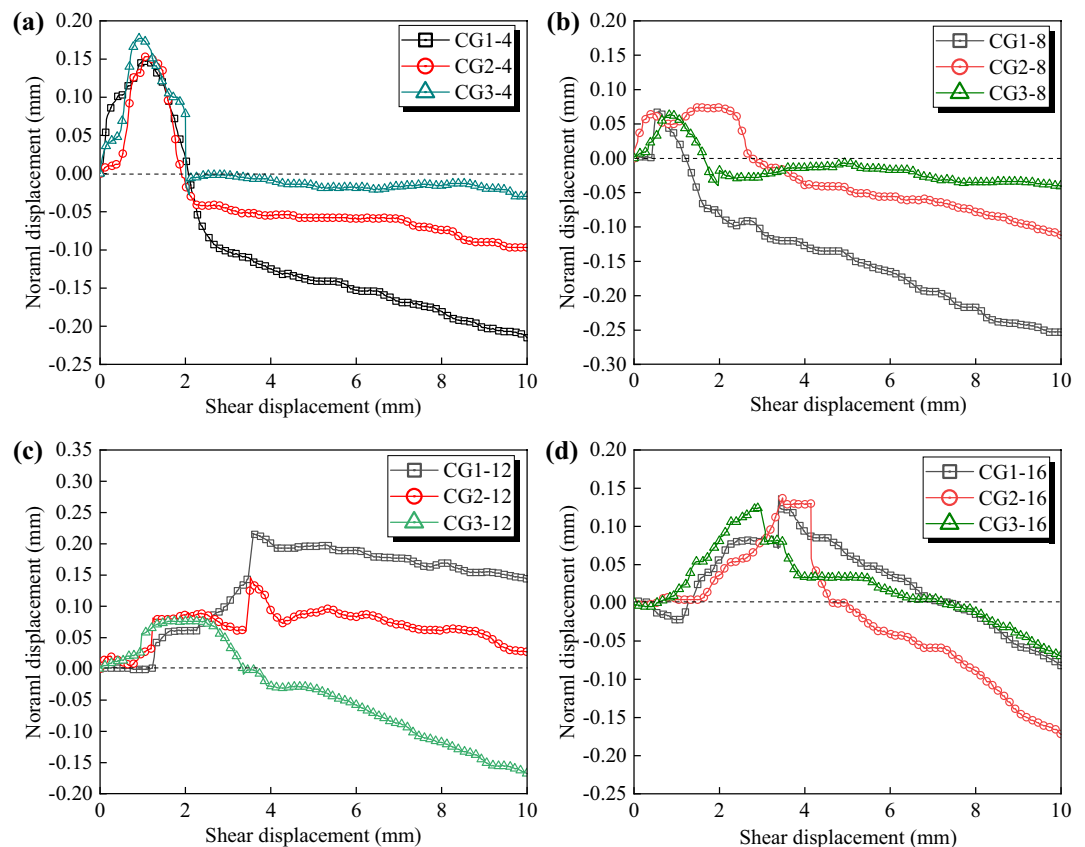 (a)
0.20
0.15
0.10
0.05
0.00
-0.05
-0.10
-0.15
-0.20
-0.25
Noraml displacement (mm)
CG1-4
CG2-4
CG3-4
0 2 4 6 8 10
Shear displacement (mm)
(b)
0.20
0.15
0.10
0.05
0.00
-0.05
-0.10
-0.15
-0.20
-0.25
-0.30
Noraml displacement (mm)
CG1-8
CG2-8
CG3-8
0 2 4 6 8 10
Shear displacement (mm)
(c)
0.35
0.30
0.25
0.20
0.15
0.10
0.05
0.00
-0.05
-0.10
-0.15
-0.20
Noraml displacement (mm)
CG1-12
CG2-12
CG3-12
0 2 4 6 8 10
Shear displacement (mm)
(d)
0.20
0.15
0.10
0.05
0.00
-0.05
-0.10
-0.15
-0.20
-0.25
Noraml displacement (mm)
CG1-16
CG2-16
CG3-16
0 2 4 6 8 10
Shear displacement (mm)